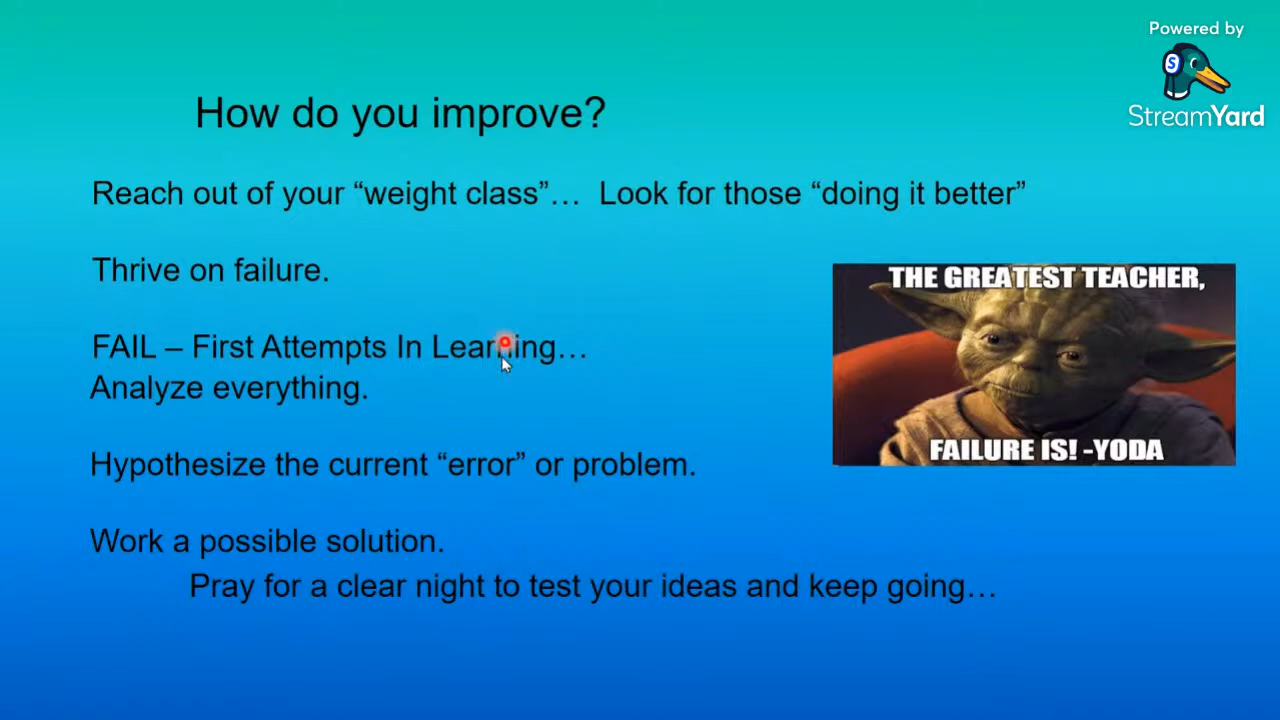 Powered by
StreamYard
How do you improve?
Reach out of your “weight class”… Look for those “doing it better”
Thrive on failure.
FAIL – First Attempts In Learning…
Analyze everything.
Hypothesize the current “error” or problem.
Work a possible solution.
Pray for a clear night to test your ideas and keep going…
THE GREATEST TEACHER,
FAILURE IS! -YODA